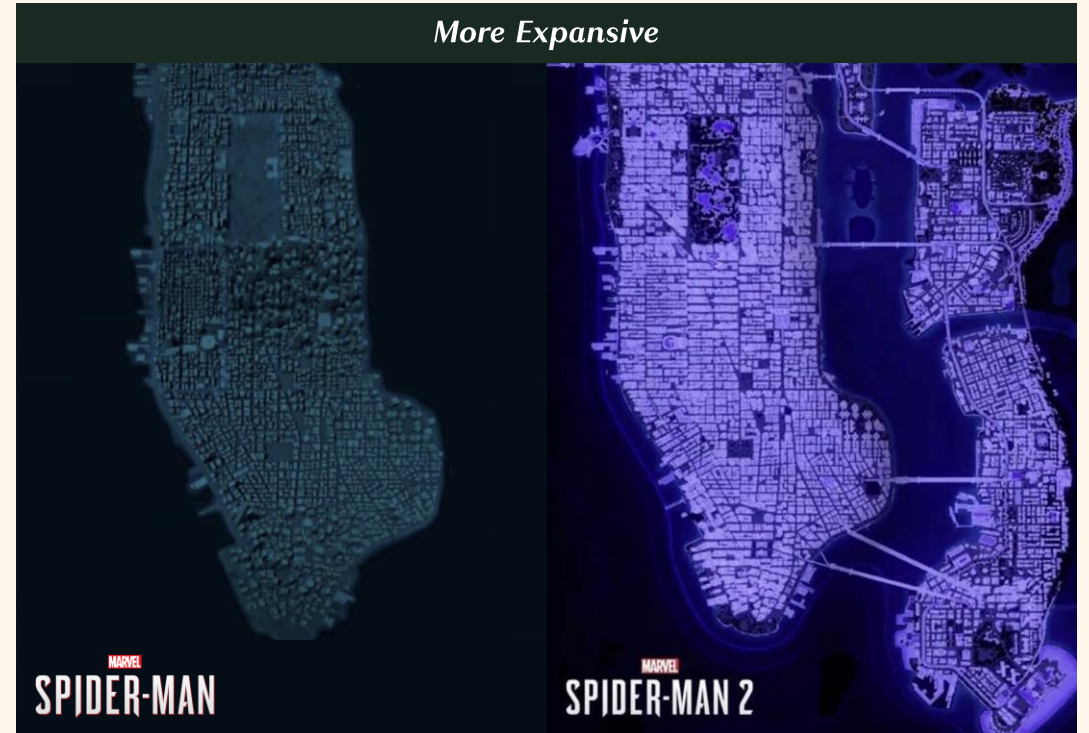 More Expansive
MARVEL
SPIDER-MAN
MARVEL
SPIDER-MAN 2